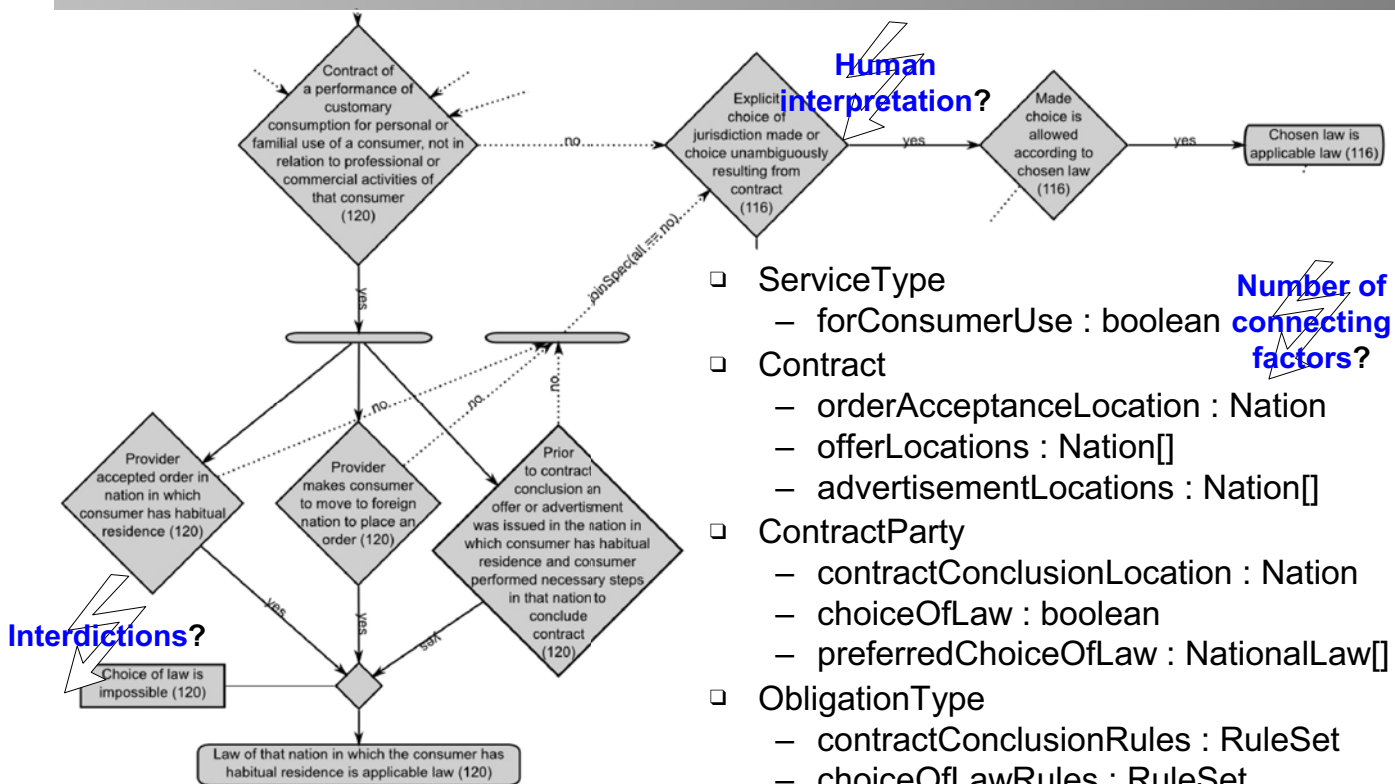 Contract of
a performance of
customary
consumption for personal or
familial use of a consumer, not in
relation to professional or
commercial activities of
that consumer
(120)
no
Explicit
choice of
jurisdiction made or
choice unambiguously
resulting from
contract
(116)
Human
interpretation?
yes
Made
choice is
allowed
according to
chosen law
(116)
yes
Chosen law is
applicable law (116)
joinSpec(all == no)
yes
no
no
no
Provider
accepted order in
nation in which
consumer has habitual
residence (120)
Provider
makes consumer
to move to foreign
nation to place an
order (120)
Prior
to contract
conclusion an
offer or advertisment
was issued in the nation in
which consumer has habitual
residence and consumer
performed necessary steps
in that nation to
conclude
contract
(120)
yes
yes
yes
Interdictions?
Choice of law is
impossible (120)
Law of that nation in which the consumer has
habitual residence is applicable law (120)
❑ ServiceType
– forConsumerUse : boolean
Number of
connecting
factors?
❑ Contract
– orderAcceptanceLocation : Nation
– offerLocations : Nation[]
– advertisementLocations : Nation[]
❑ ContractParty
– contractConclusionLocation : Nation
– choiceOfLaw : boolean
– preferredChoiceOfLaw : NationalLaw[]
❑ ObligationType
– contractConclusionRules : RuleSet
– choiceOfLawRules : RuleSet